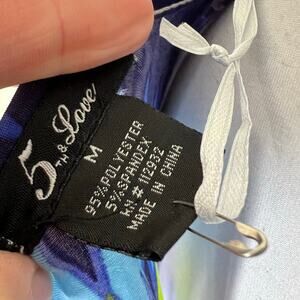 5TH & Love
M
95% POLYESTER
5% SPANDEX
RN # 112932
MADE IN CHINA